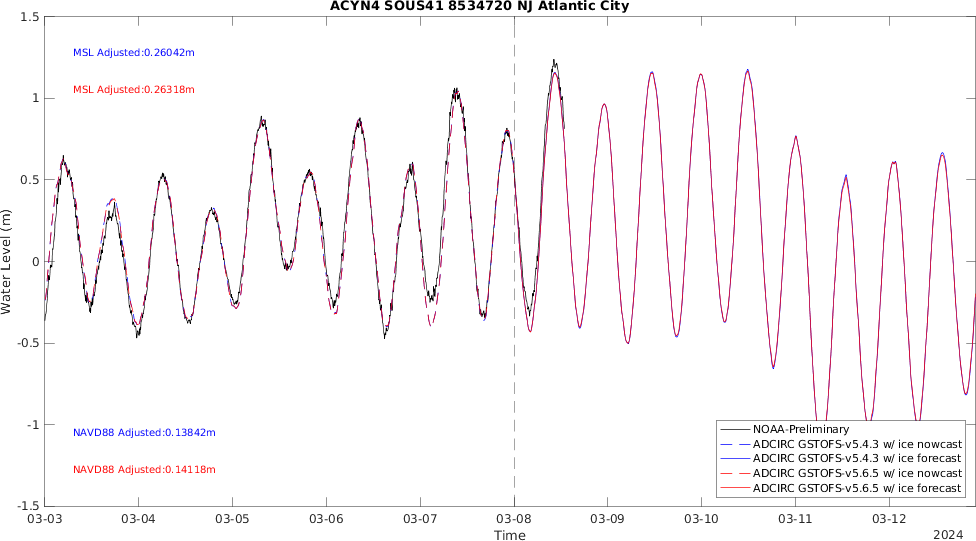 ACYN4 SOUS41 8534720 NJ Atlantic City
1.5
1
0.5
0
-0.5
-1
-1.5
Water Level (m)
MSL Adjusted:0.26042m
MSL Adjusted:0.26318m
NAVD88 Adjusted:0.13842m
NAVD88 Adjusted:0.14118m
NOAA-Preliminary
ADCIRC GSTOFS-v5.4.3 w/ ice nowcast
ADCIRC GSTOFS-v5.4.3 w/ ice forecast
ADCIRC GSTOFS-v5.6.5 w/ ice nowcast
ADCIRC GSTOFS-v5.6.5 w/ ice forecast
03-03 03-04 03-05 03-06 03-07 03-08 03-09 03-10 03-11 03-12
Time
2024